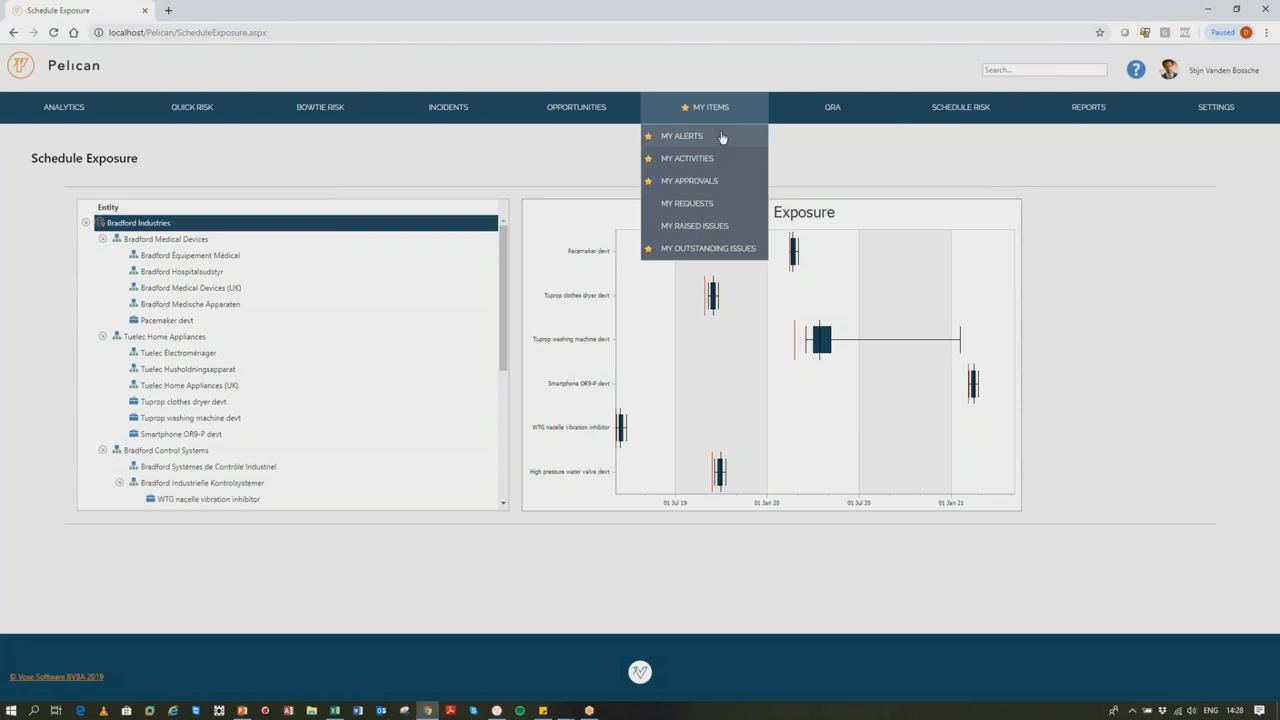 Schedule Exposure
localhost/Pelican/ScheduleExposure.aspx
Paused
Pelıcan
Search...
?
Stijn Vanden Bossche
ANALYTICS
QUICK RISK
BOWTIE RISK
INCIDENTS
OPPORTUNITIES
MY ITEMS
QRA
SCHEDULE RISK
REPORTS
SETTINGS
MY ALERTS
MY ACTIVITIES
MY APPROVALS
MY REQUESTS
MY RAISED ISSUES
MY OUTSTANDING ISSUES
Schedule Exposure
Entity
Bradford Industries
Bradford Medical Devices
Bradford Équipement Médical
Bradford Hospitalsudstyr
Bradford Medical Devices (UK)
Bradford Medische Apparaten
Pacemaker devt
Tuelec Home Appliances
Tuelec Électroménager
Tuelec Husholdningsapparat
Tuelec Home Appliances (UK)
Tuprop clothes dryer devt
Tuprop washing machine devt
Smartphone OR9-P devt
Bradford Control Systems
Bradford Systèmes de Contrôle Industriel
Bradford Industrielle Kontrolsystemer
WTG nacelle vibration inhibitor
Exposure
Pacemaker devt
Tuprop clothes dryer devt
Tuprop washing machine devt
Smartphone OR9-P devt
WTG nacelle vibration inhibitor
High pressure water valve devt
01 Jul 19
01 Jan 20
01 Jul 20
01 Jan 21
© Vose Software BVBA 2019
ENG
14:28